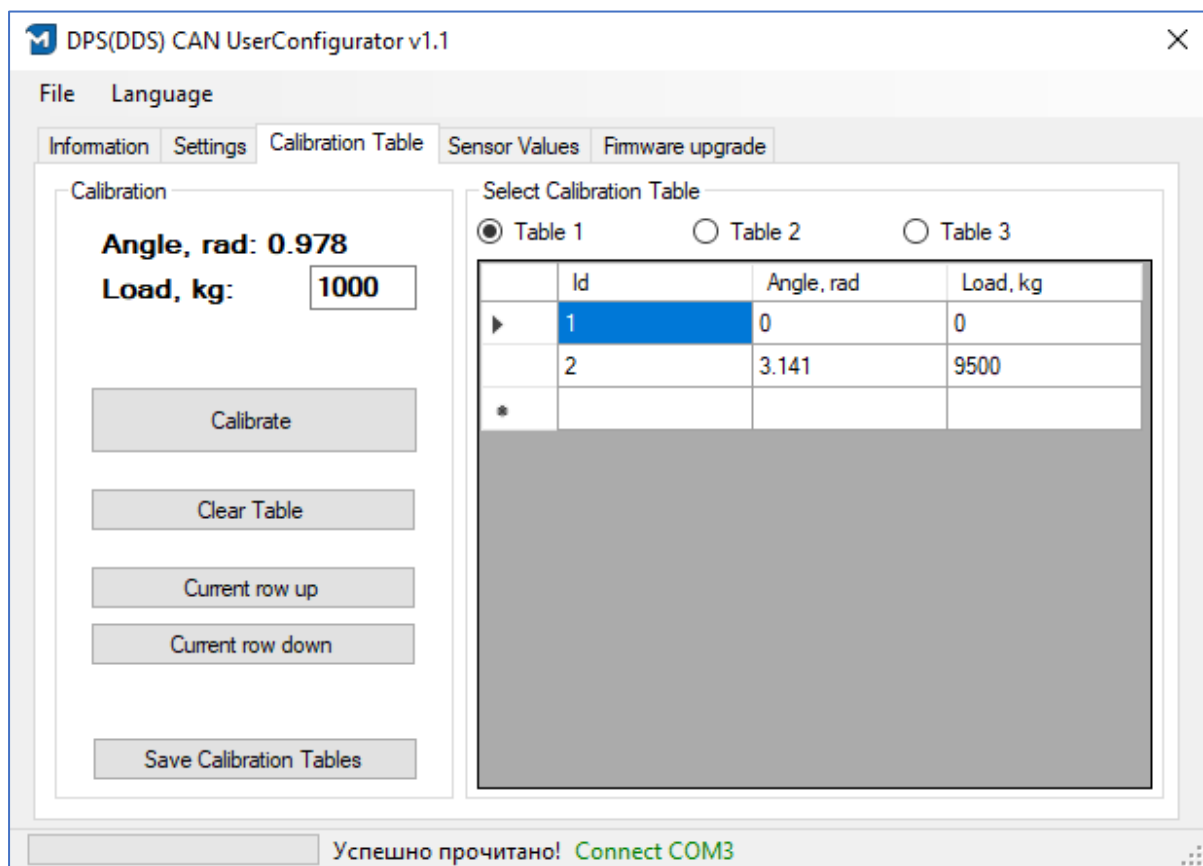 DPS(DDS) CAN UserConfigurator v1.1
File Language
Information Settings Calibration Table Sensor Values Firmware upgrade
Calibration
Angle, rad: 0.978
Load, kg: 1000
Calibrate
Clear Table
Current row up
Current row down
Save Calibration Tables
Select Calibration Table
Table 1 Table 2 Table 3
Id Angle, rad Load, kg
1 0 0
2 3.141 9500
Успешно прочитано! Connect COM3